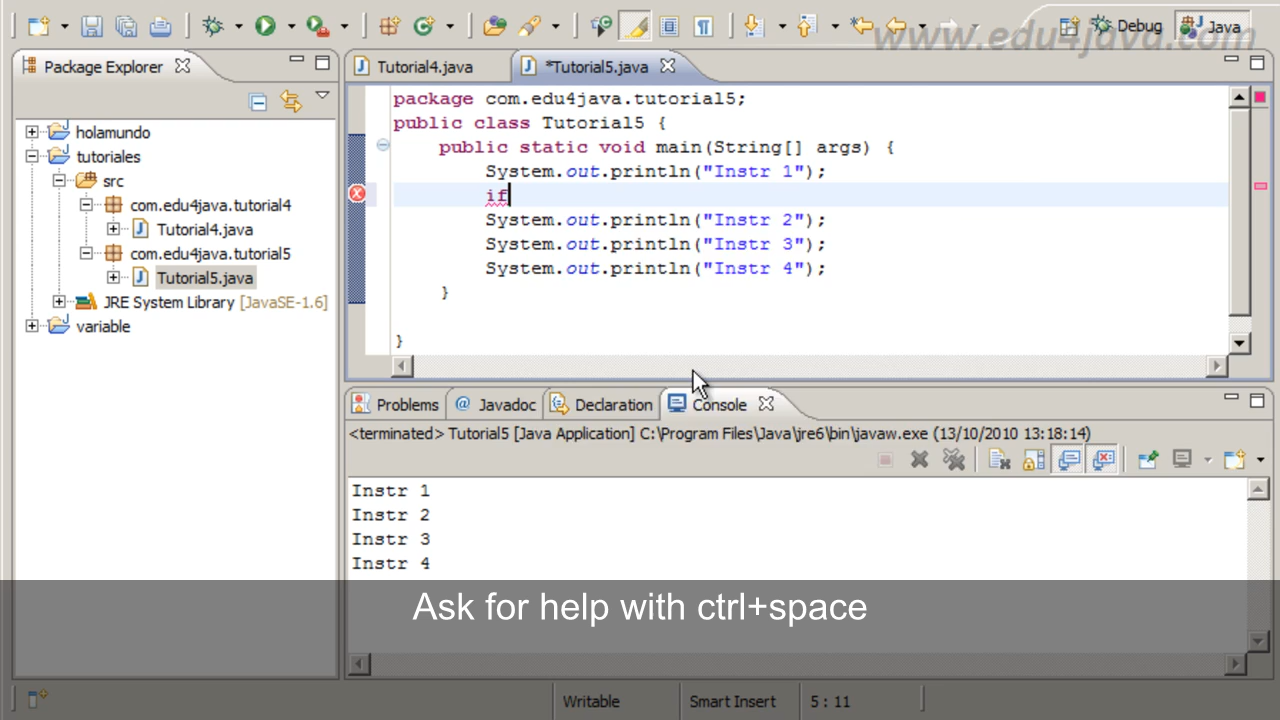 www.edu4java.com
Debug
Java
Package Explorer
Tutorial4.java
*Tutorial5.java
holamundo
tutoriales
src
com.edu4java.tutorial4
Tutorial4.java
com.edu4java.tutorial5
Tutorial5.java
JRE System Library [JavaSE-1.6]
variable
package com.edu4java.tutorial5;
public class Tutorial5 {
public static void main(String[] args) {
System.out.println("Instr 1");
if
System.out.println("Instr 2");
System.out.println("Instr 3");
System.out.println("Instr 4");
}
}
Problems
@ Javadoc
Declaration
Console
<terminated> Tutorial5 [Java Application] C:\Program Files\Java\jre6\bin\javaw.exe (13/10/2010 13:18:14)
Instr 1
Instr 2
Instr 3
Instr 4
Ask for help with ctrl+space
Writable
Smart Insert
5 : 11